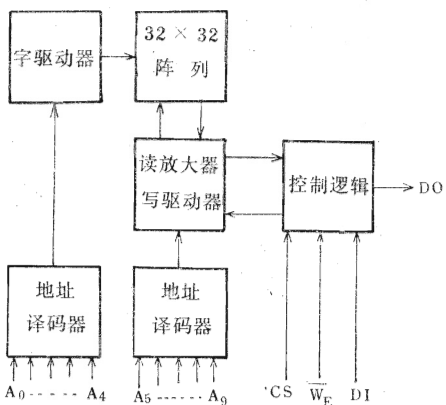 字驱动器
32 × 32
阵 列
读放大器
写驱动器
控制逻辑
DO
地址
译码器
地址
译码器
A₀ ------ A₄
A₅ ------ A₉
CS
W̅_E
DI